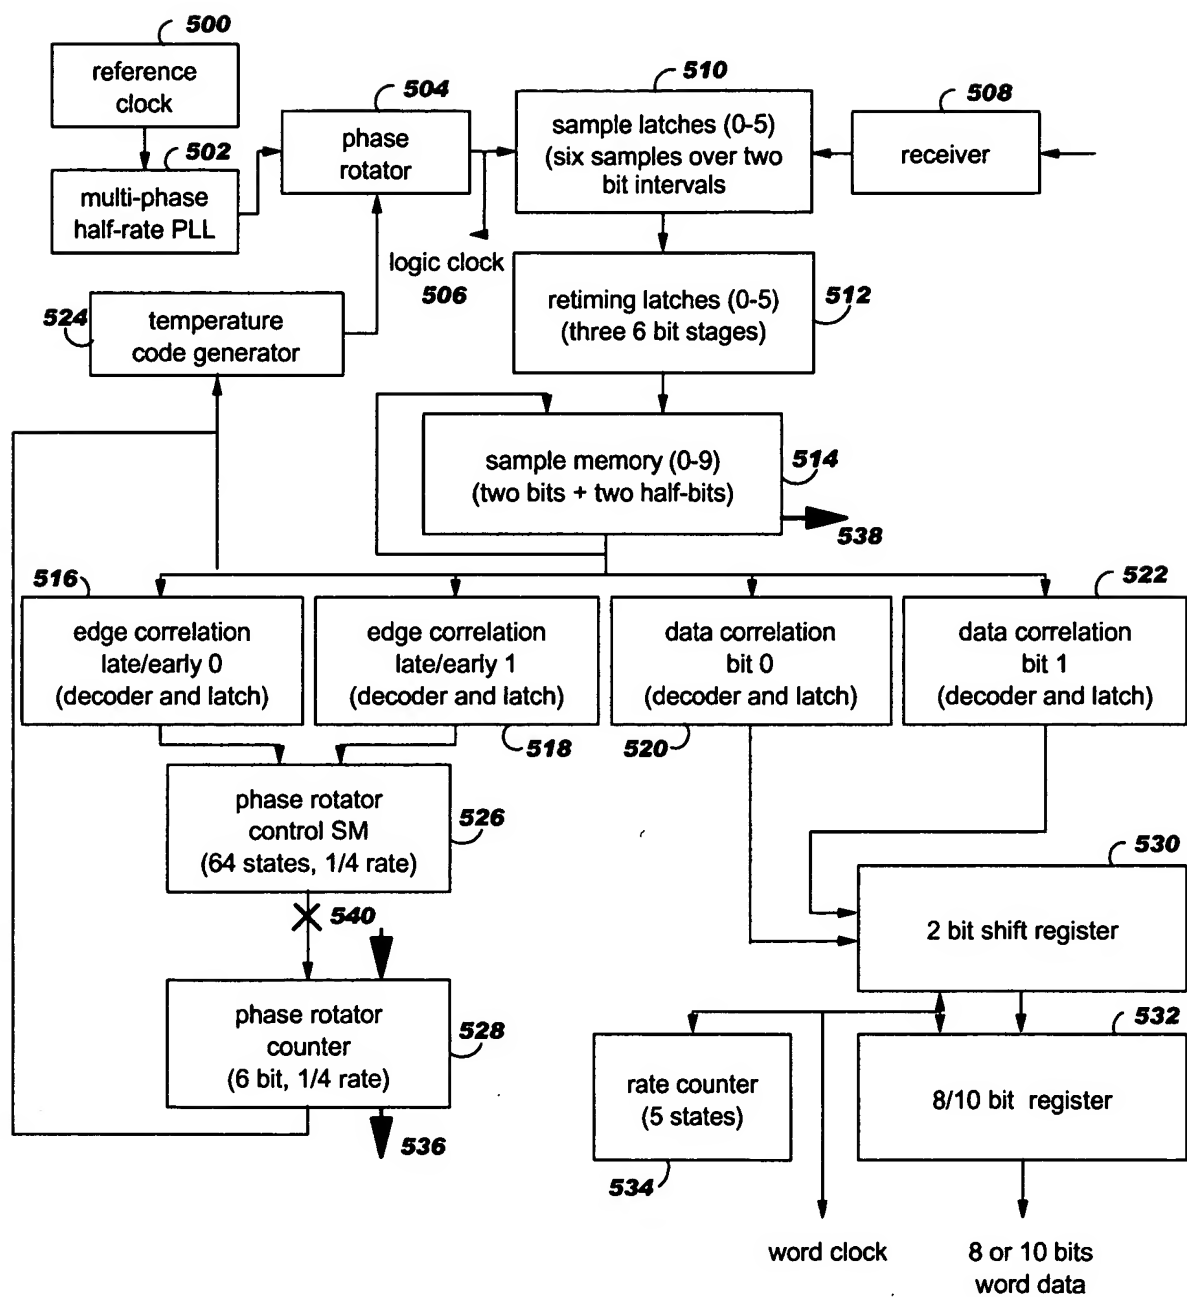 500
reference
clock
502
multi-phase
half-rate PLL
504
phase
rotator
510
sample latches (0-5)
(six samples over two
bit intervals
508
receiver
logic clock
506
retiming latches (0-5)
(three 6 bit stages)
512
524
temperature
code generator
sample memory (0-9)
(two bits + two half-bits)
514
538
516
edge correlation
late/early 0
(decoder and latch)
edge correlation
late/early 1
(decoder and latch)
518
data correlation
bit 0
(decoder and latch)
520
522
data correlation
bit 1
(decoder and latch)
phase rotator
control SM
(64 states, 1/4 rate)
526
540
phase rotator
counter
(6 bit, 1/4 rate)
528
536
530
2 bit shift register
532
8/10 bit register
rate counter
(5 states)
534
word clock
8 or 10 bits
word data